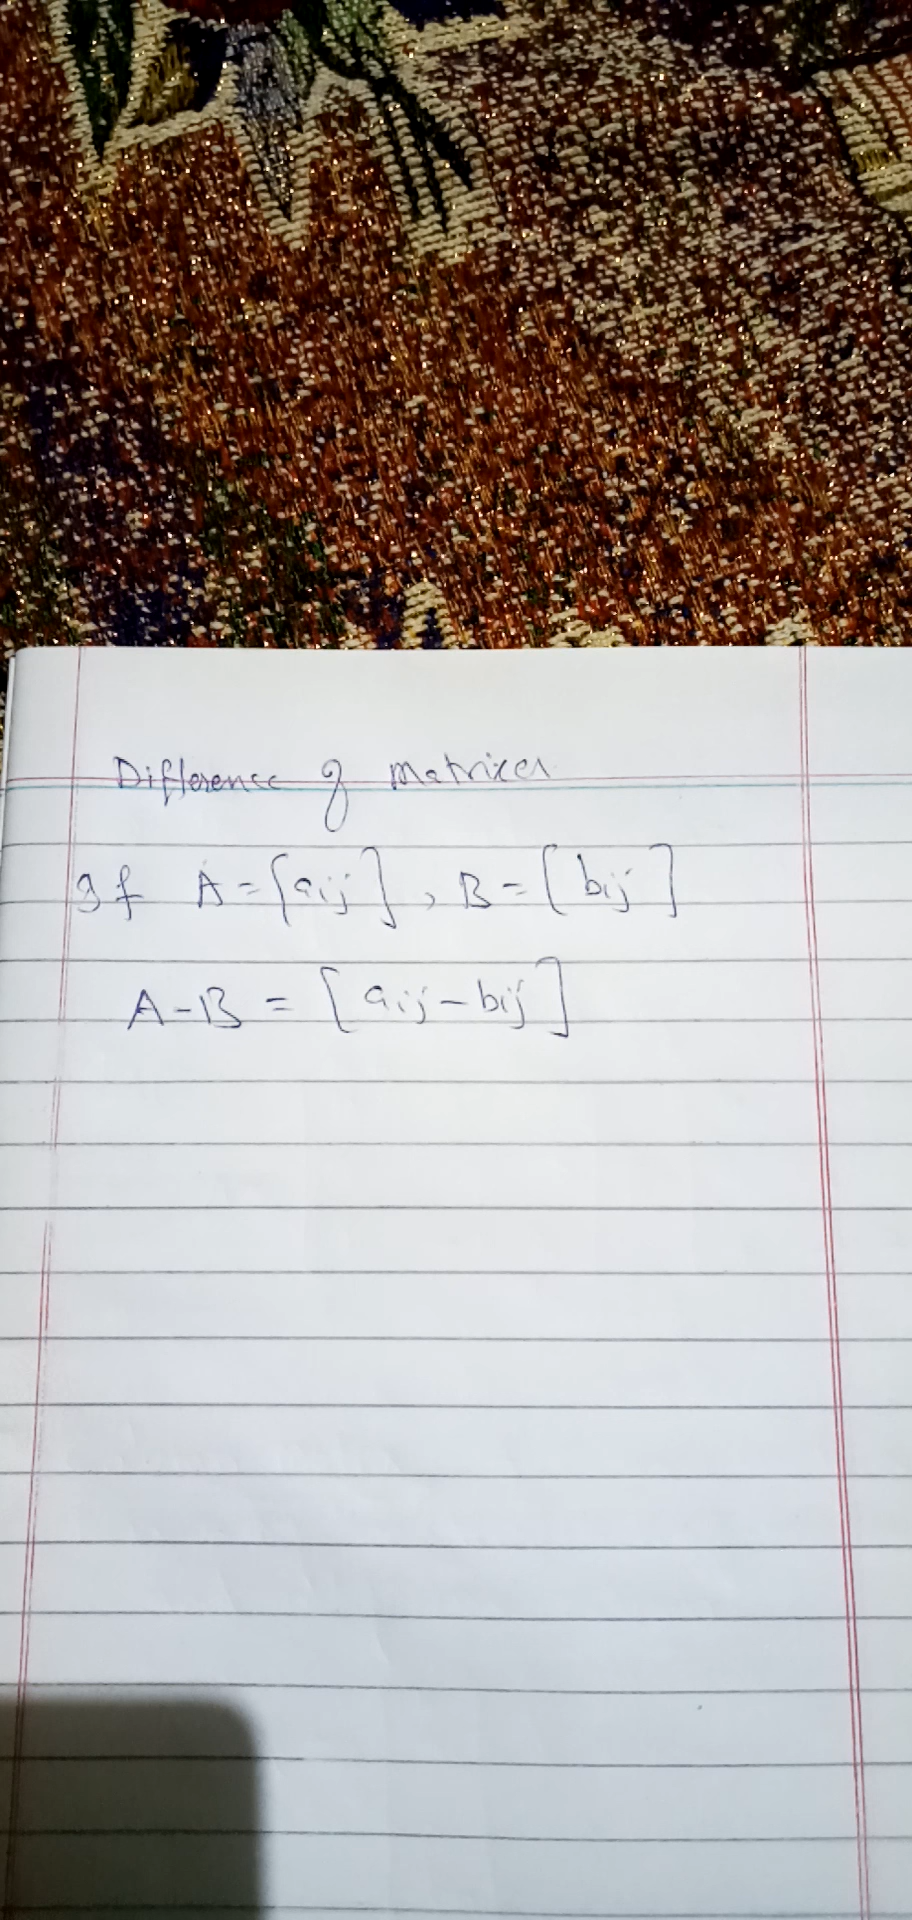 Difference of matrices
If A = [aij], B = [bij]
A-B = [aij - bij]